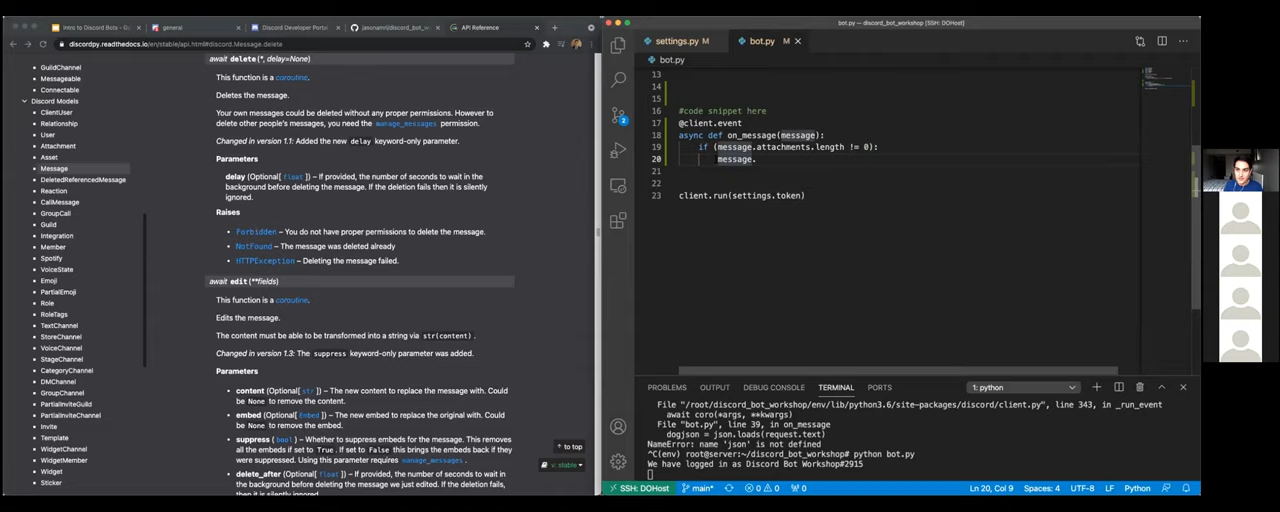 Intro to Discord Bots - G
general
Discord Developer Portal
jasonamri/discord_bot_w
API Reference
discordpy.readthedocs.io/en/stable/api.html#discord.Message.delete
GuildChannel
Messageable
Connectable
Discord Models
ClientUser
Relationship
User
Attachment
Asset
Message
DeletedReferencedMessage
Reaction
CallMessage
GroupCall
Guild
Integration
Member
Spotify
VoiceState
Emoji
PartialEmoji
Role
RoleTags
TextChannel
StoreChannel
VoiceChannel
StageChannel
CategoryChannel
DMChannel
GroupChannel
PartialInviteGuild
PartialInviteChannel
Invite
Template
WidgetChannel
WidgetMember
Widget
Sticker
await delete(*, delay=None)
This function is a coroutine.
Deletes the message.
Your own messages could be deleted without any proper permissions. However to
delete other people's messages, you need the manage_messages permission.
Changed in version 1.1: Added the new delay keyword-only parameter.
Parameters
delay (Optional[ float ]) – If provided, the number of seconds to wait in the
background before deleting the message. If the deletion fails then it is silently
ignored.
Raises
• Forbidden – You do not have proper permissions to delete the message.
• NotFound – The message was deleted already
• HTTPException – Deleting the message failed.
await edit(**fields)
This function is a coroutine.
Edits the message.
The content must be able to be transformed into a string via str(content).
Changed in version 1.3: The suppress keyword-only parameter was added.
Parameters
• content (Optional[ str ]) – The new content to replace the message with. Could
be None to remove the content.
• embed (Optional[ Embed ]) – The new embed to replace the original with. Could
be None to remove the embed.
• suppress ( bool ) – Whether to suppress embeds for the message. This removes
all the embeds if set to True. If set to False this brings the embeds back if they
were suppressed. Using this parameter requires manage_messages.
• delete_after (Optional[ float ]) – If provided, the number of seconds to wait in
the background before deleting the message we just edited. If the deletion fails,
then it is silently ignored.
to top
v: stable
bot.py — discord_bot_workshop [SSH: DOHost]
settings.py M
bot.py M
bot.py
13
14
15
16 #code snippet here
17 @client.event
18 async def on_message(message):
19 if (message.attachments.length != 0):
20 message.
21
22
23 client.run(settings.token)
2
PROBLEMS OUTPUT DEBUG CONSOLE TERMINAL PORTS
1: python
File "/root/discord_bot_workshop/env/lib/python3.6/site-packages/discord/client.py", line 343, in _run_event
await coro(*args, **kwargs)
File "bot.py", line 39, in on_message
dogjson = json.loads(request.text)
NameError: name 'json' is not defined
^C(env) root@server:~/discord_bot_workshop# python bot.py
We have logged in as Discord Bot Workshop#2915
SSH: DOHost main* 0 0 0 Ln 20, Col 9 Spaces: 4 UTF-8 LF Python